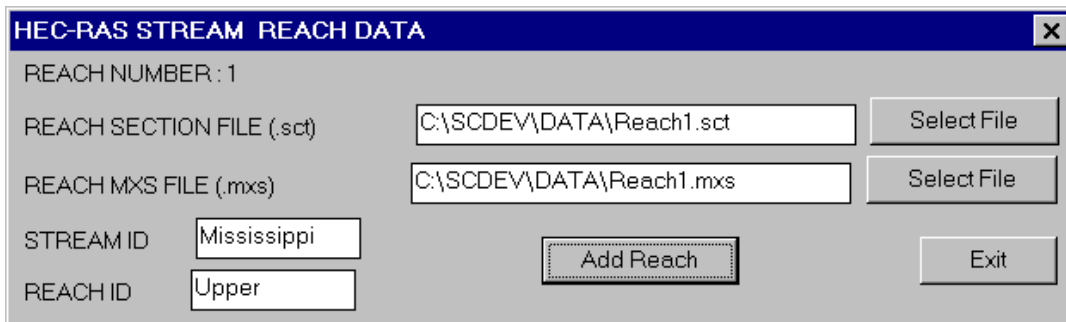 HEC-RAS STREAM REACH DATA
REACH NUMBER : 1
REACH SECTION FILE (.sct) C:\SCDEV\DATA\Reach1.sct Select File
REACH MXS FILE (.mxs) C:\SCDEV\DATA\Reach1.mxs Select File
STREAM ID Mississippi
Add Reach Exit
REACH ID Upper